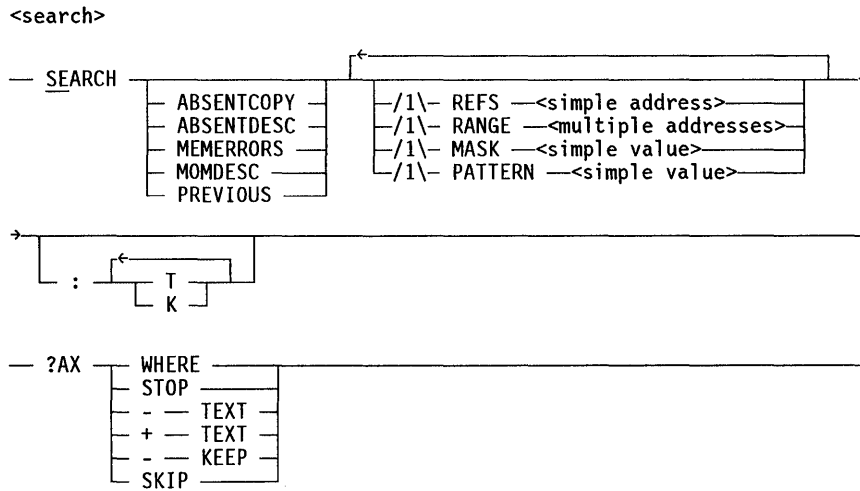 <search>
SEARCH
ABSENTCOPY
ABSENTDESC
MEMERRORS
MOMDESC
PREVIOUS
/1\ REFS <simple address>
/1\ RANGE <multiple addresses>
/1\ MASK <simple value>
/1\ PATTERN <simple value>
: T
K
?AX WHERE
STOP
- TEXT
+ TEXT
- KEEP
SKIP